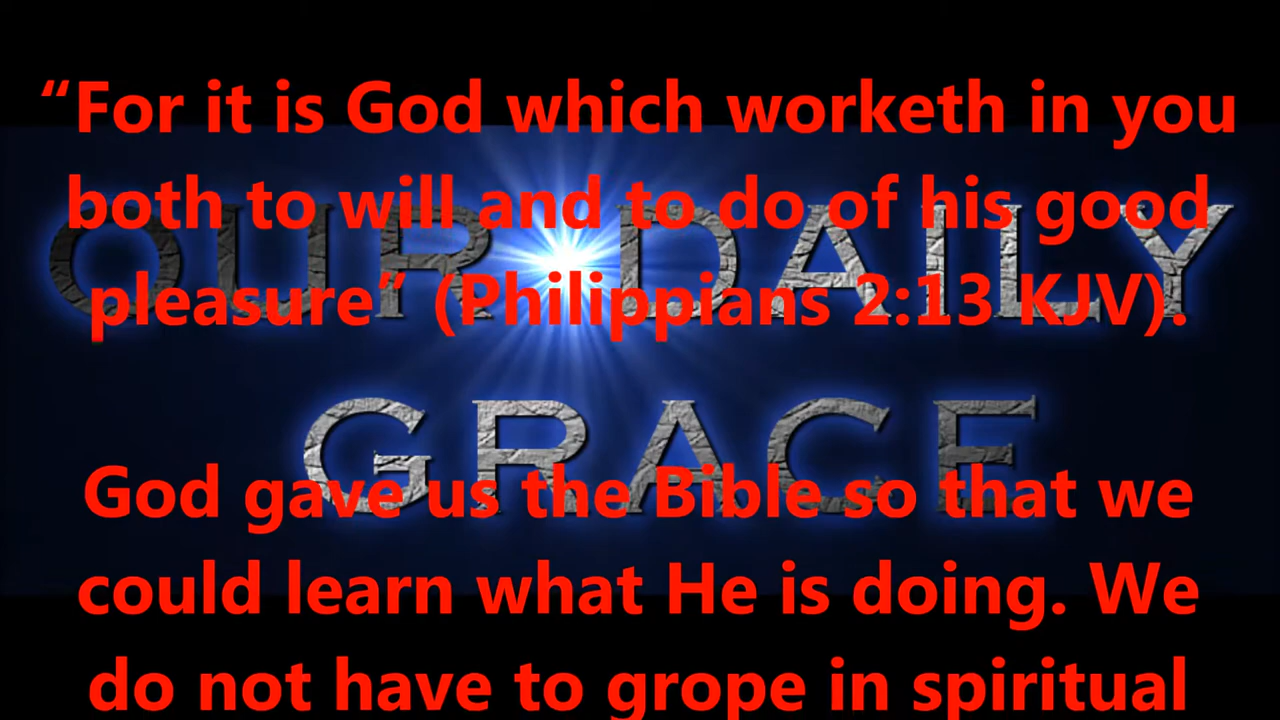 “For it is God which worketh in you
both to will and to do of his good
OUR DAILY
pleasure” (Philippians 2:13 KJV).
GRACE
God gave us the Bible so that we
could learn what He is doing. We
do not have to grope in spiritual